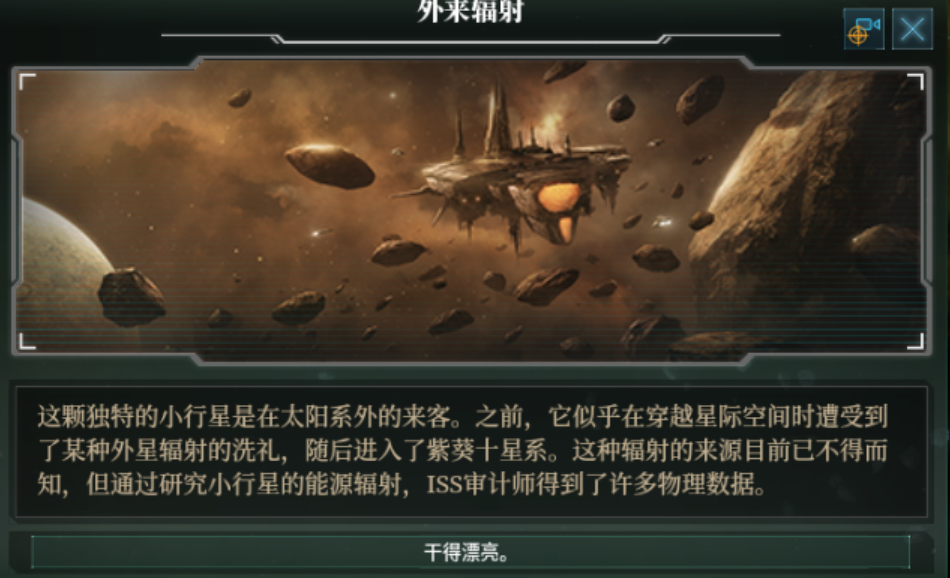 外来辐射
这颗独特的小行星是在太阳系外的来客。之前，它似乎在穿越星际空间时遭受到
了某种外星辐射的洗礼，随后进入了紫葵十星系。这种辐射的来源目前已不得而
知，但通过研究小行星的能源辐射，ISS审计师得到了许多物理数据。
干得漂亮。